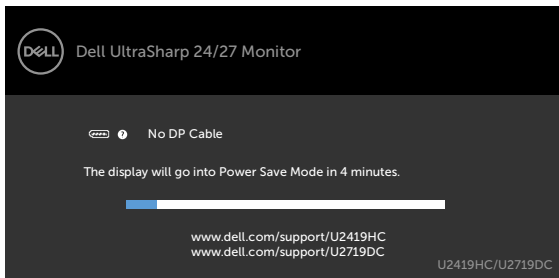 DELL
Dell UltraSharp 24/27 Monitor
? No DP Cable
The display will go into Power Save Mode in 4 minutes.
www.dell.com/support/U2419HC
www.dell.com/support/U2719DC
U2419HC/U2719DC